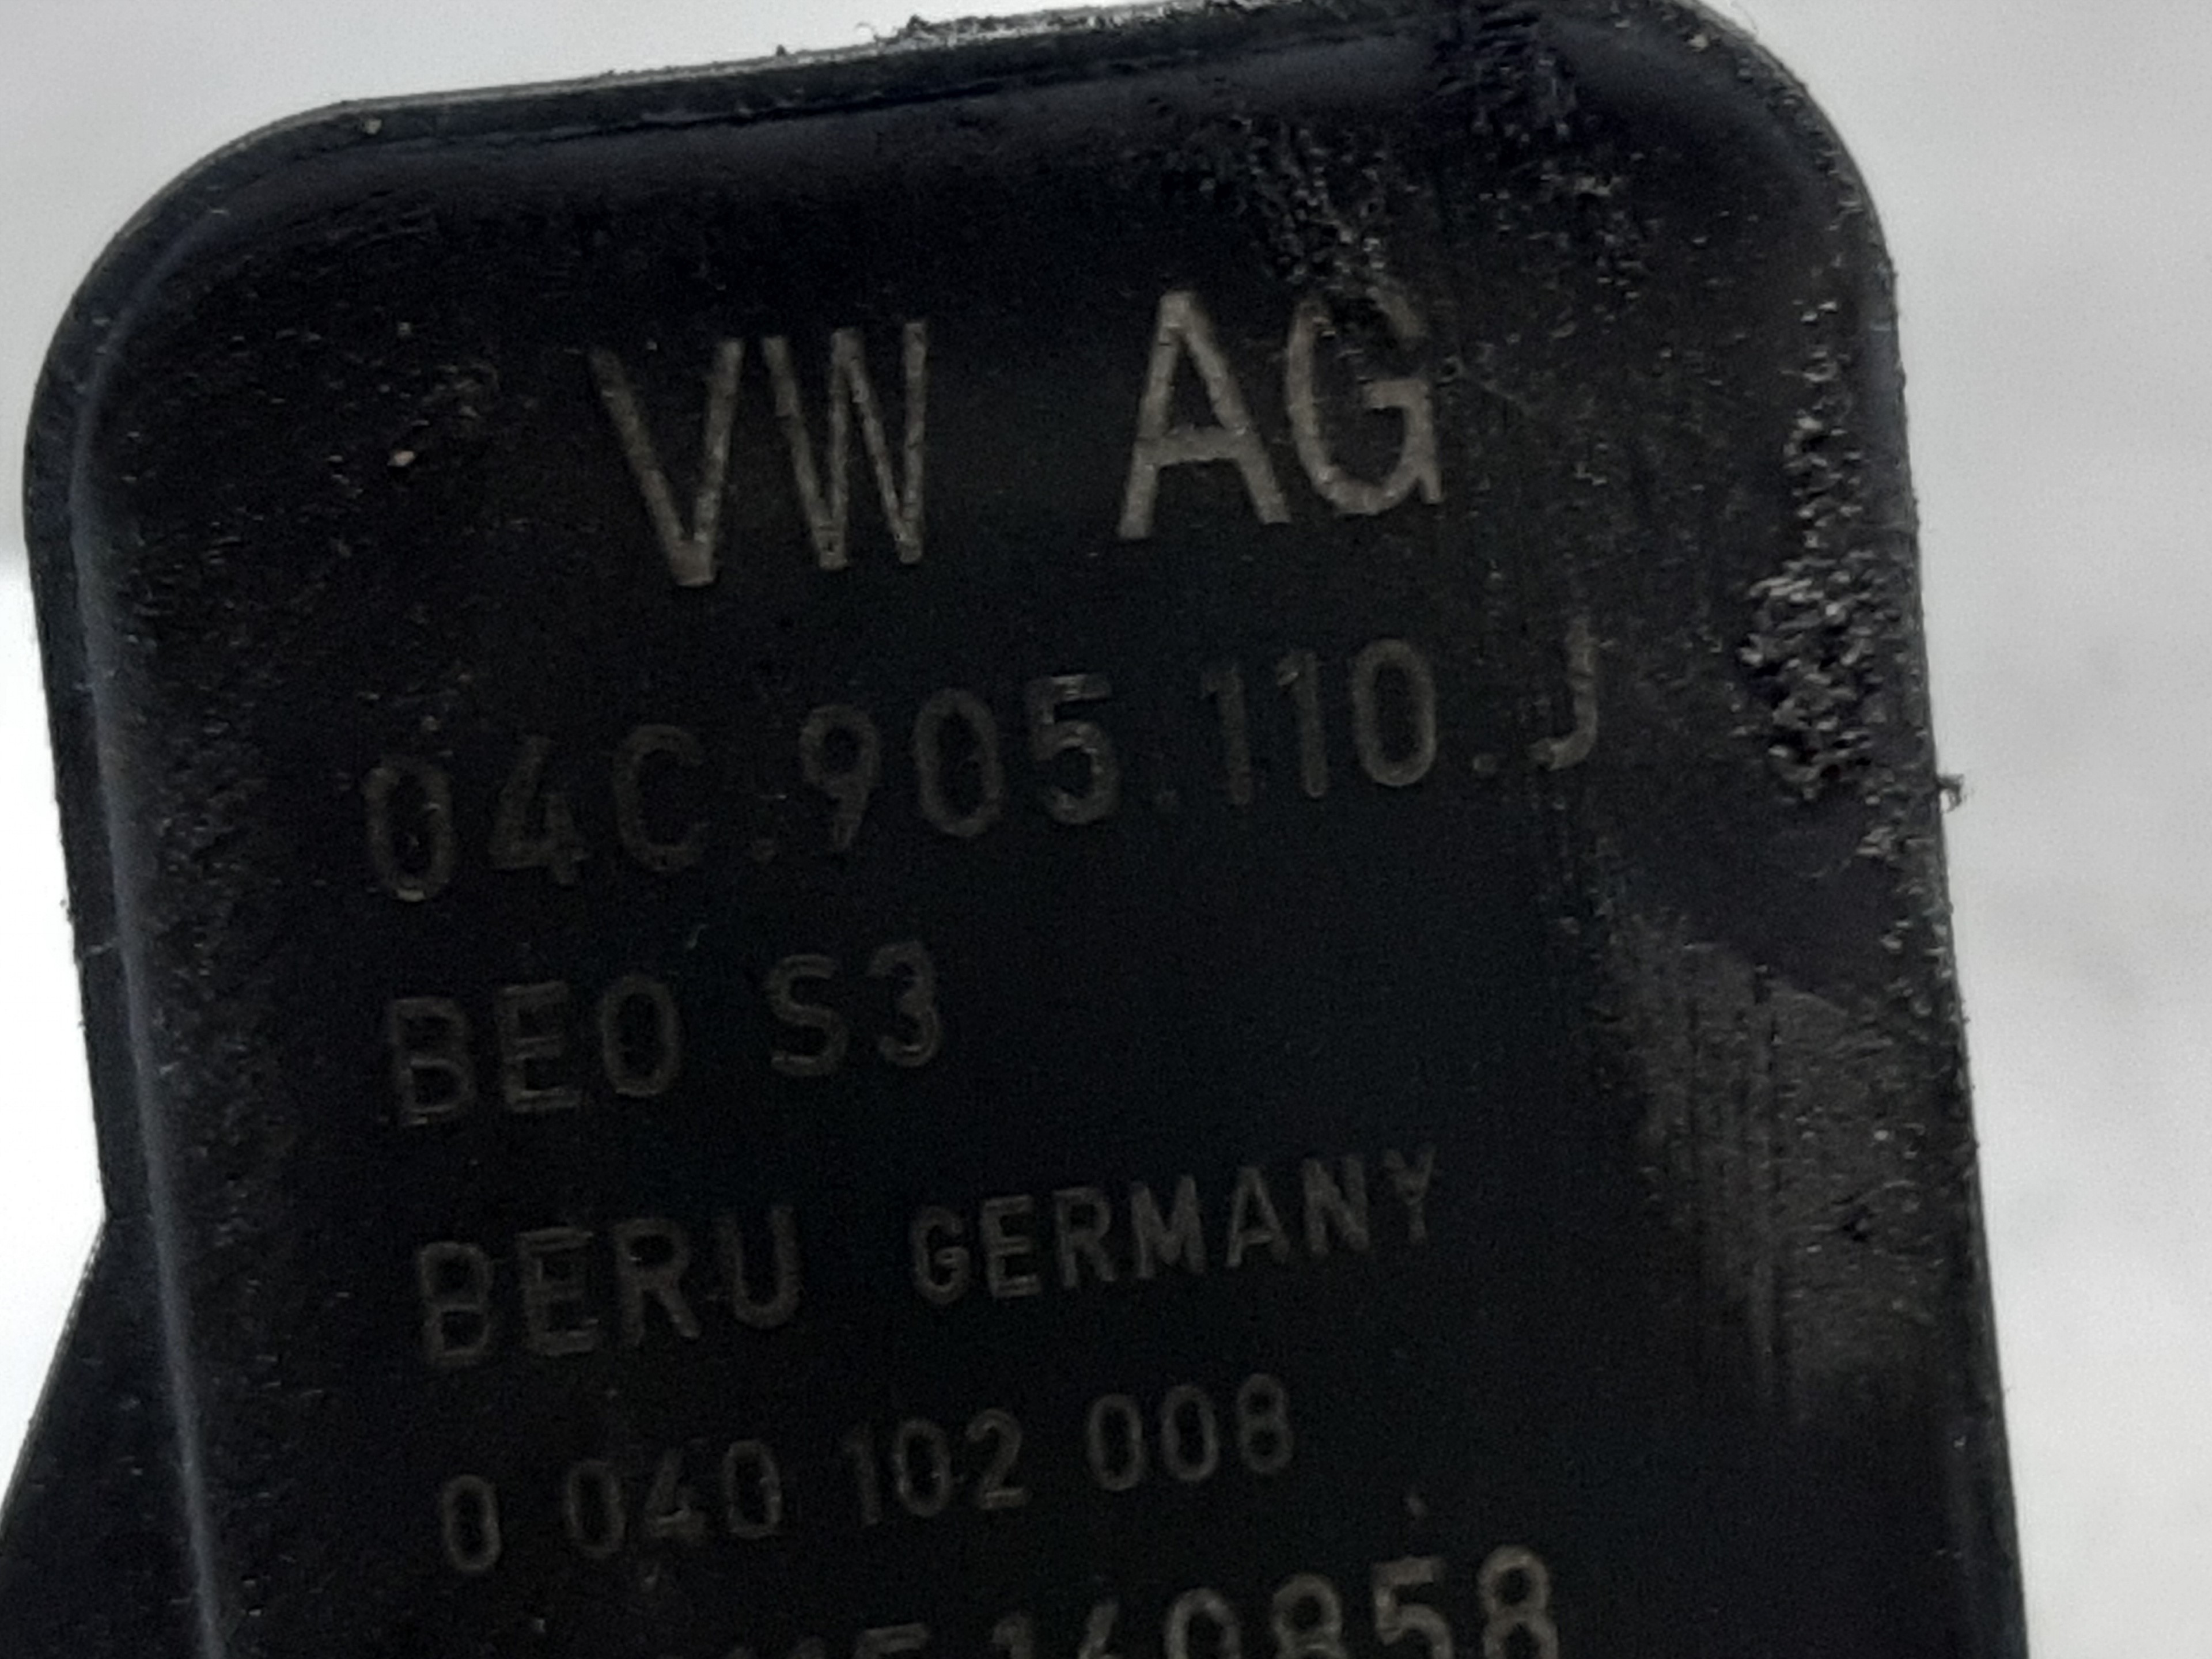 VW AG
04C.905.110.J
BE0 S3
BERU GERMANY
0 040 102 008